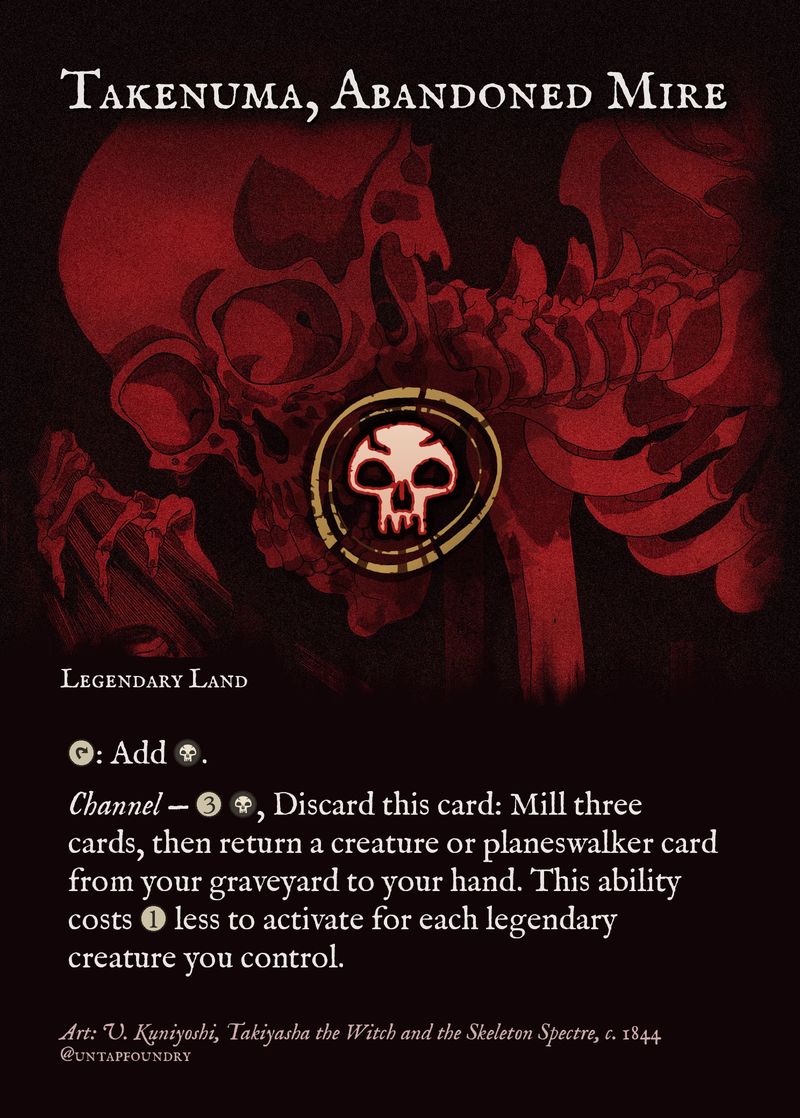 Takenuma, Abandoned Mire
Legendary Land
: Add .
Channel – 3 , Discard this card: Mill three
cards, then return a creature or planeswalker card
from your graveyard to your hand. This ability
costs 1 less to activate for each legendary
creature you control.
Art: U. Kuniyoshi, Takiyasha the Witch and the Skeleton Spectre, c. 1844
@untapfoundry